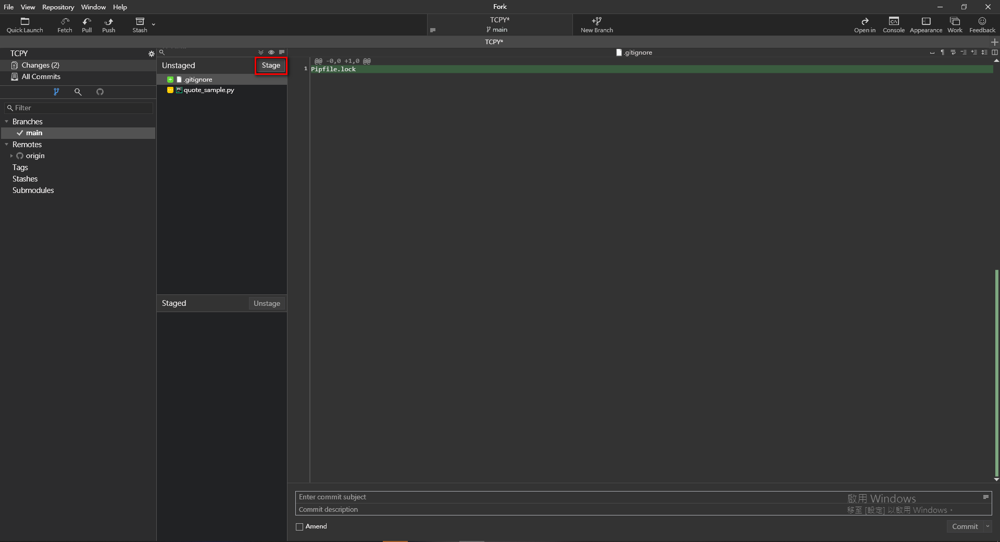 File View Repository Window Help
Fork
Quick Launch
Fetch
Pull
Push
Stash
TCPY*
main
New Branch
Open in
Console
Appearance
Work
Feedback
TCPY*
TCPY
Changes (2)
All Commits
Filter
Branches
main
Remotes
origin
Tags
Stashes
Submodules
Unstaged
Stage
.gitignore
quote_sample.py
Staged
Unstage
.gitignore
@@ -0,0 +1,0 @@
1 Pipfile.lock
Enter commit subject
Commit description
啟用 Windows
移至 [設定] 以啟用 Windows。
Amend
Commit